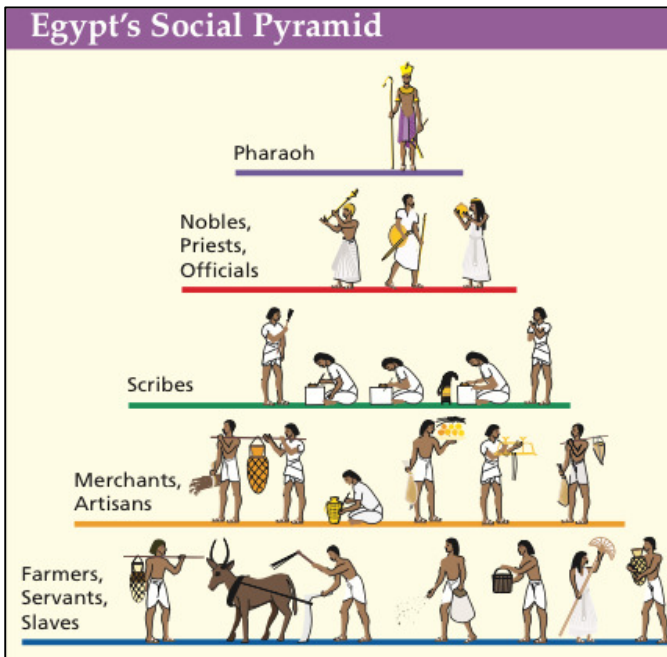 Egypt's Social Pyramid
Pharaoh
Nobles,
Priests,
Officials
Scribes
Merchants,
Artisans
Farmers,
Servants,
Slaves